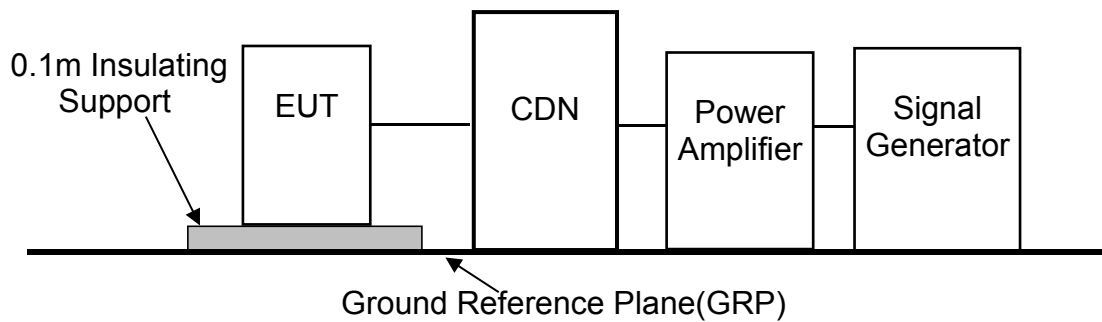 0.1m Insulating
Support
EUT
CDN
Power
Amplifier
Signal
Generator
Ground Reference Plane(GRP)